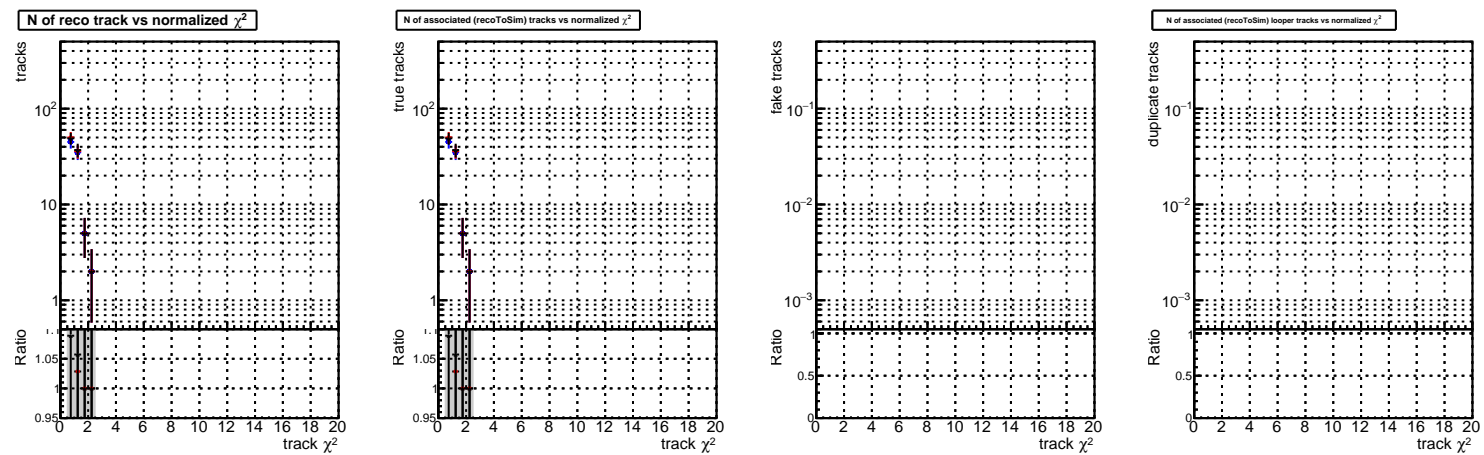 N of reco track vs normalized χ²
tracks
10²
10
1
Ratio
1.1
1.05
1
0.95
0 2 4 6 8 10 12 14 16 18 20
track χ²
N of associated (recoToSim) tracks vs normalized χ²
true tracks
10²
10
1
Ratio
1.1
1.05
1
0.95
0 2 4 6 8 10 12 14 16 18 20
track χ²
fake tracks
10⁻¹
10⁻²
10⁻³
Ratio
1
0.5
0
0 2 4 6 8 10 12 14 16 18 20
track χ²
N of associated (recoToSim) looper tracks vs normalized χ²
duplicate tracks
10⁻¹
10⁻²
10⁻³
Ratio
1
0.5
0
0 2 4 6 8 10 12 14 16 18 20
track χ²